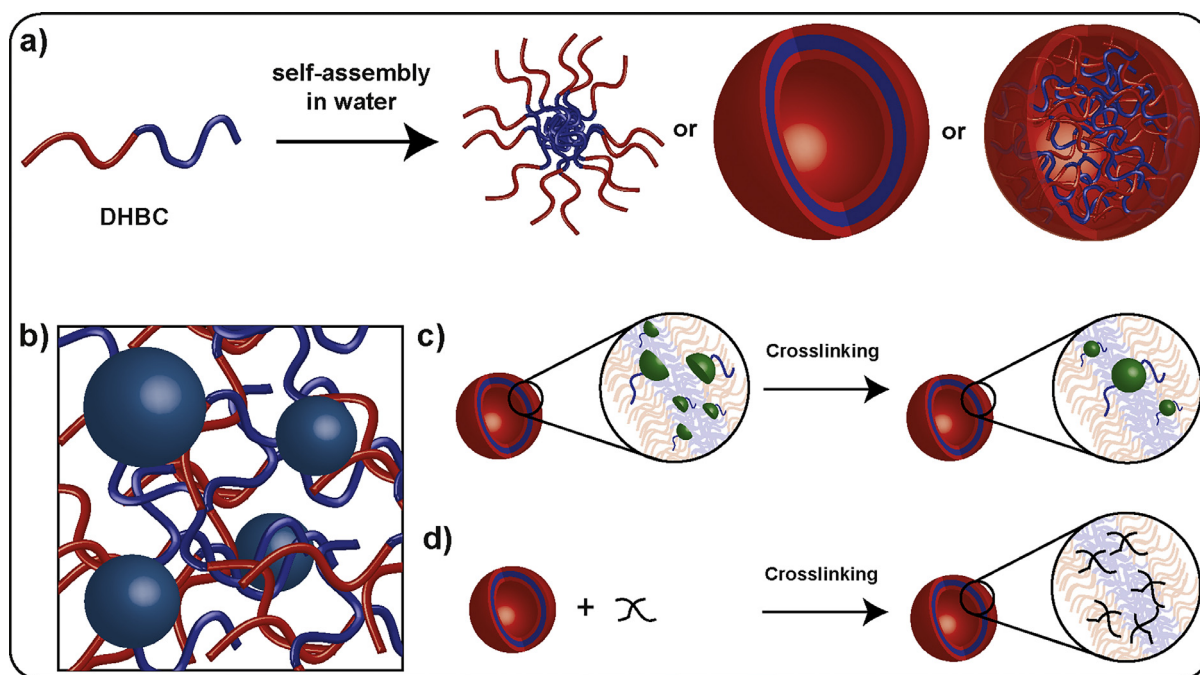 a)
self-assembly
in water
DHBC
or
or
b)
c)
Crosslinking
d)
+
Crosslinking